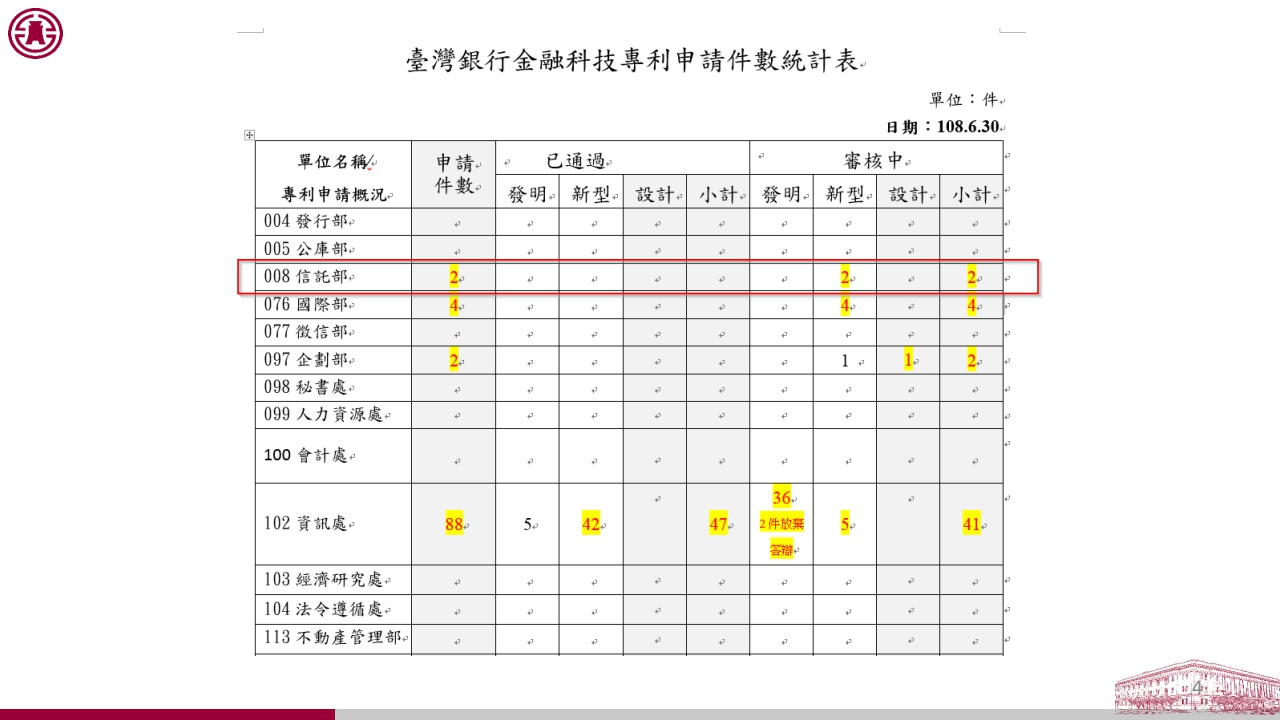 臺灣銀行金融科技專利申請件數統計表
單位：件
日期：108.6.30
單位名稱/
專利申請概況
申請
件數
已通過
審核中
發明 新型 設計 小計 發明 新型 設計 小計
004 發行部
005 公庫部
008 信託部 2 2 2
076 國際部 4 4 4
077 徵信部
097 企劃部 2 1 1 2
098 秘書處
099 人力資源處
100 會計處
102 資訊處 88 5 42 47 36 5 41
2 件放棄
答辯
103 經濟研究處
104 法令遵循處
113 不動產管理部
4